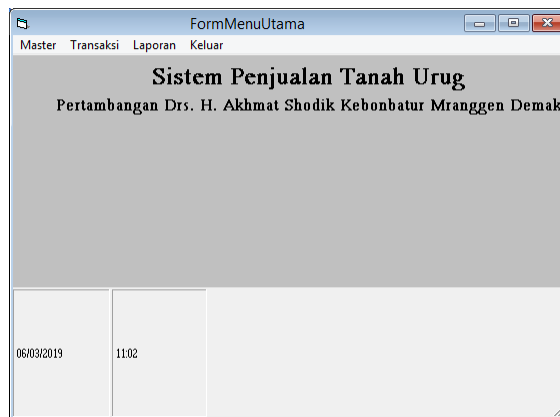 FormMenuUtama
Master Transaksi Laporan Keluar
Sistem Penjualan Tanah Urug
Pertambangan Drs. H. Akhmat Shodik Kebonbatur Mranggen Demak
06/03/2019 11:02